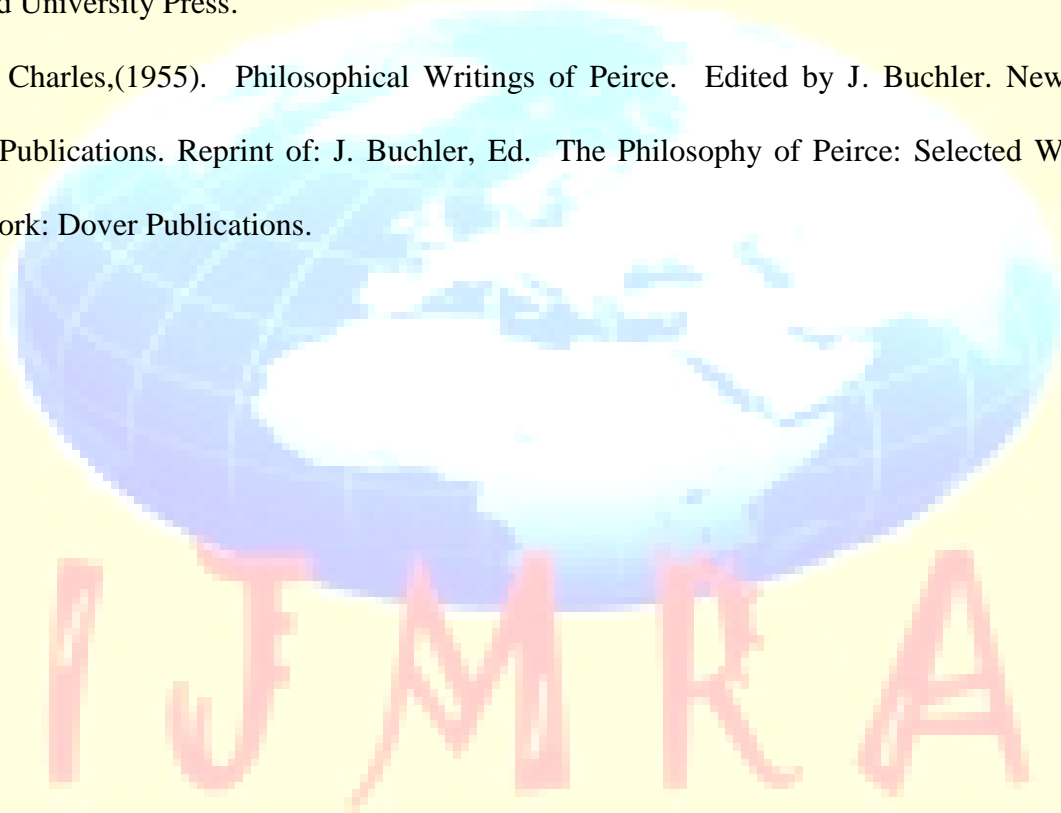 d University Press.
Charles,(1955). Philosophical Writings of Peirce. Edited by J. Buchler. New
Publications. Reprint of: J. Buchler, Ed. The Philosophy of Peirce: Selected W
ork: Dover Publications.
IJMRA